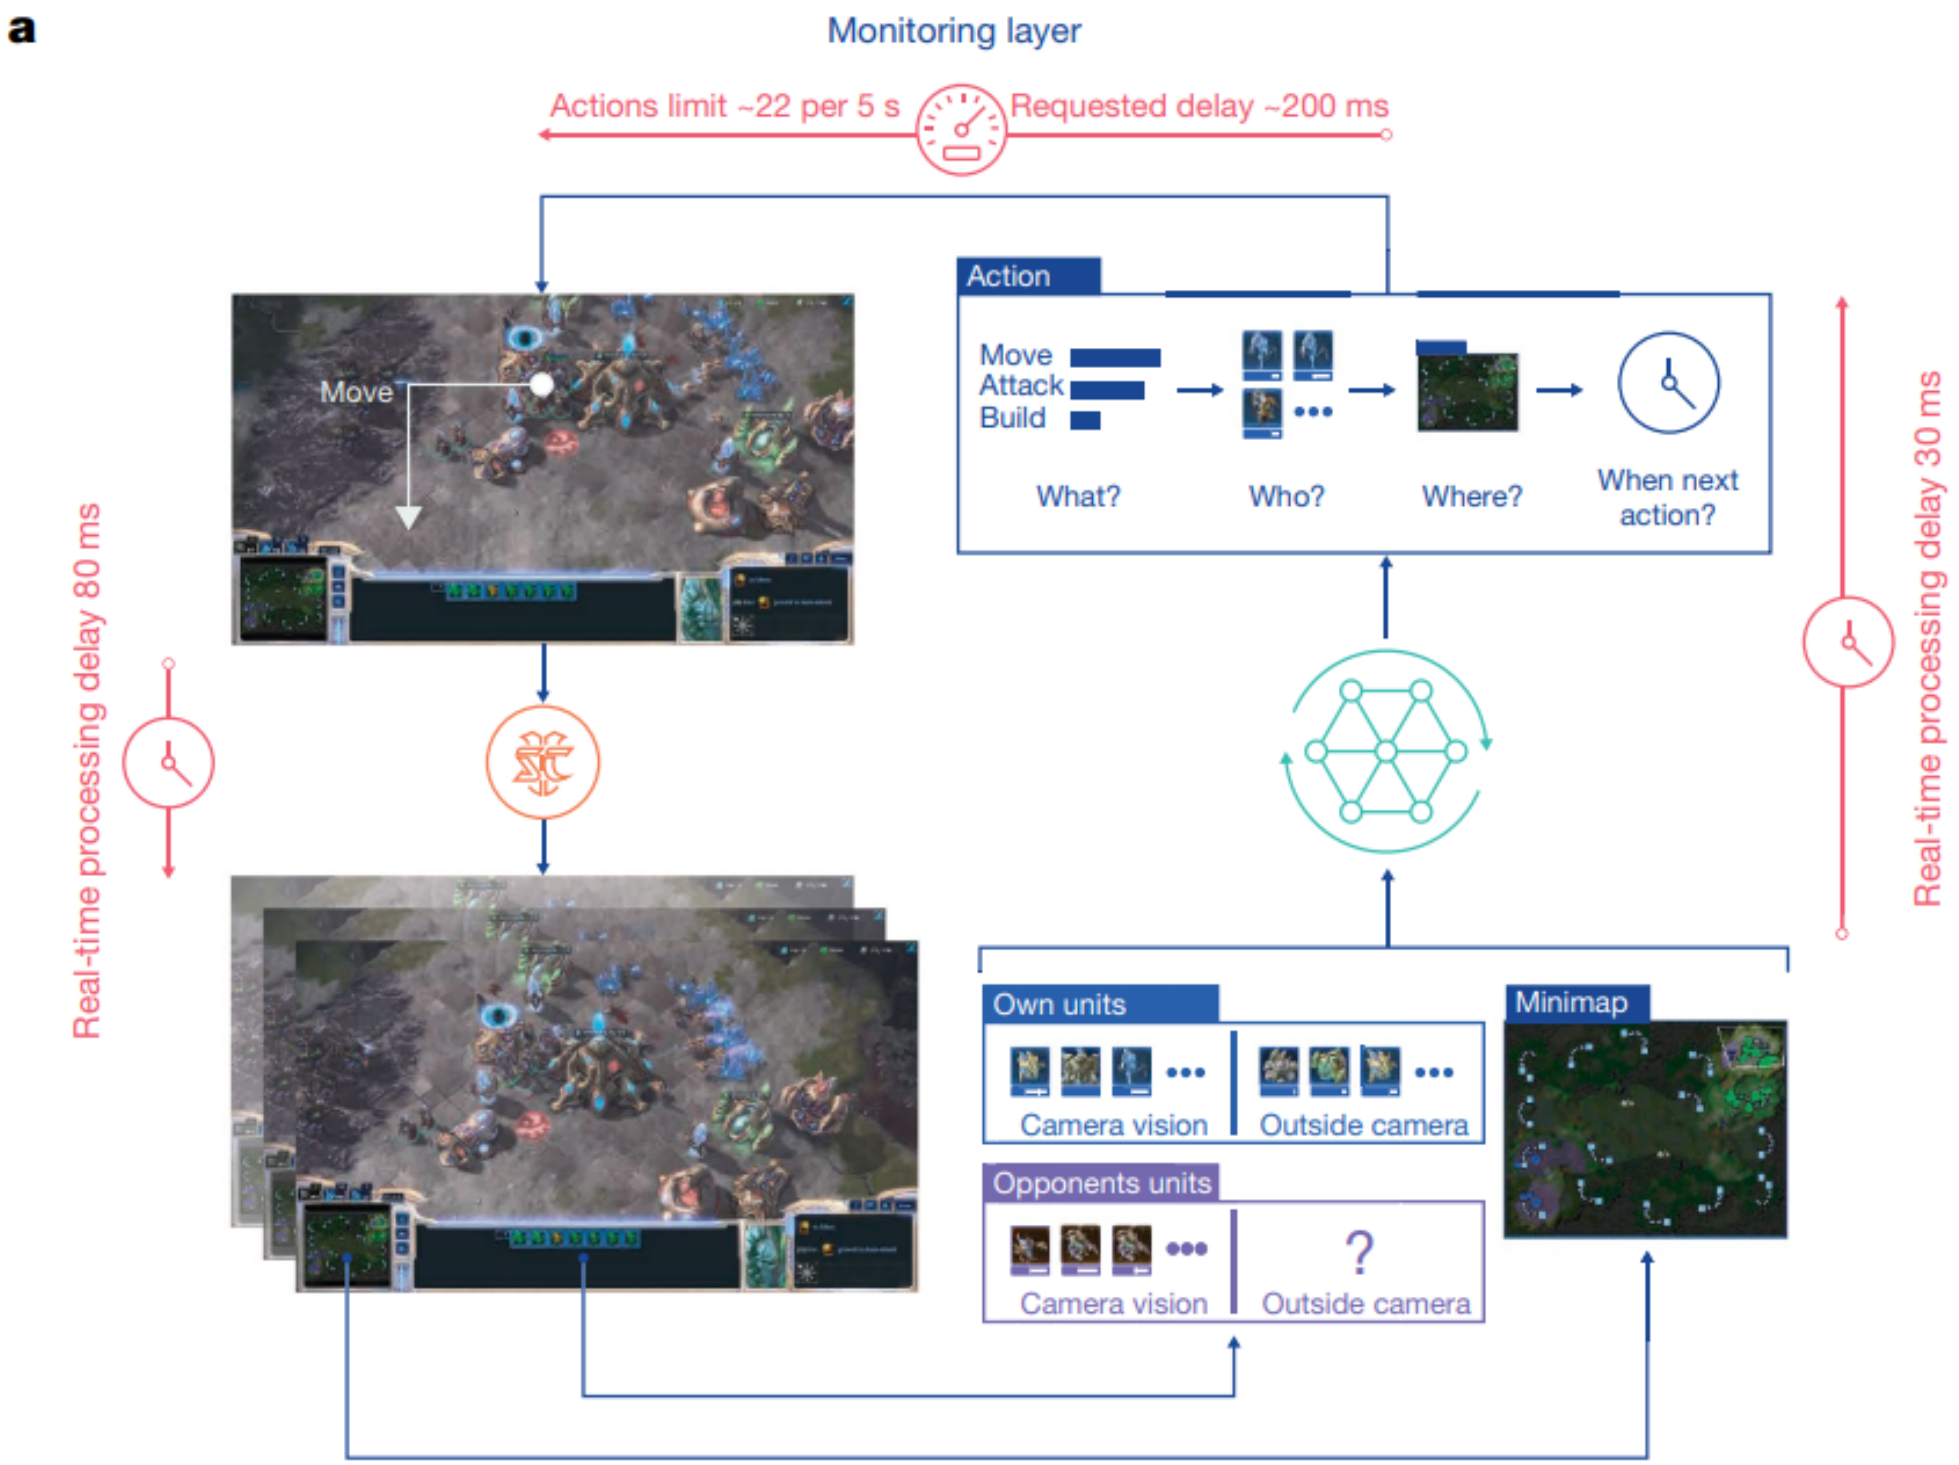 a
Monitoring layer
Actions limit ~22 per 5 s
Requested delay ~200 ms
Move
Action
Move
Attack
Build
What?
Who?
Where?
When next
action?
Real-time processing delay 80 ms
Real-time processing delay 30 ms
Own units
Camera vision
Outside camera
Opponents units
Camera vision
?
Outside camera
Minimap